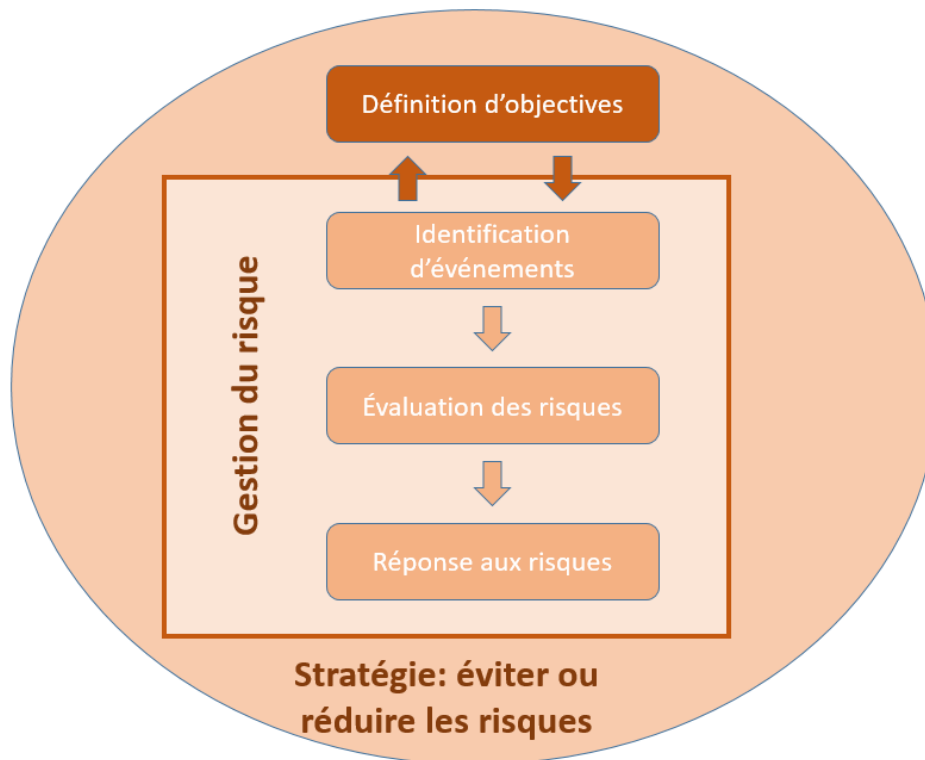 Définition d’objectives
Identification
d’événements
Gestion du risque
Évaluation des risques
Réponse aux risques
Stratégie: éviter ou
réduire les risques